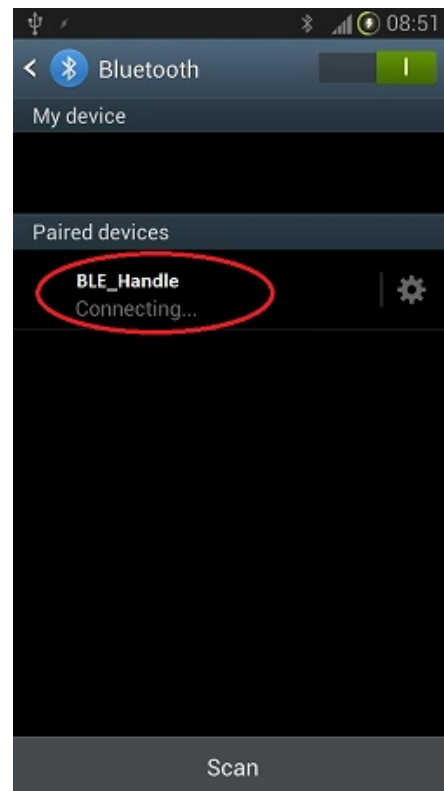 08:51
Bluetooth
My device
Paired devices
BLE_Handle
Connecting...
Scan